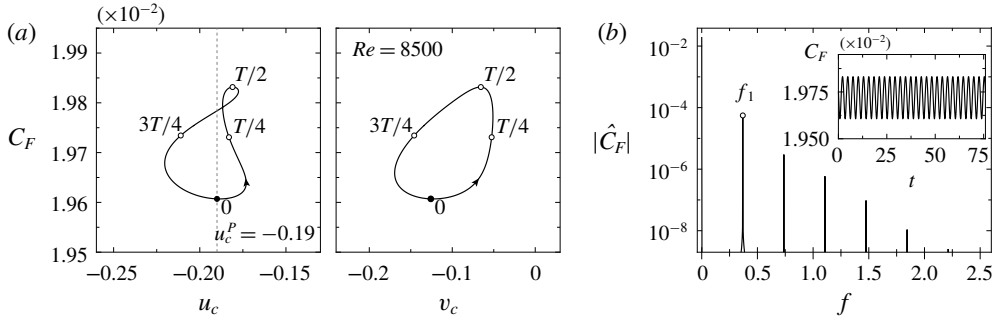 (a)
(×10⁻²)
C_F
1.99
1.98
1.97
1.96
1.95
T/2
3T/4
T/4
0
u_c^P = −0.19
−0.25
−0.20
−0.15
u_c
Re = 8500
T/2
3T/4
T/4
0
−0.2
−0.1
0
v_c
(b)
|Ĉ_F|
10⁻²
10⁻⁴
10⁻⁶
10⁻⁸
f₁
C_F (×10⁻²)
1.975
1.950
0
25
50
75
t
0
0.5
1.0
1.5
2.0
2.5
f